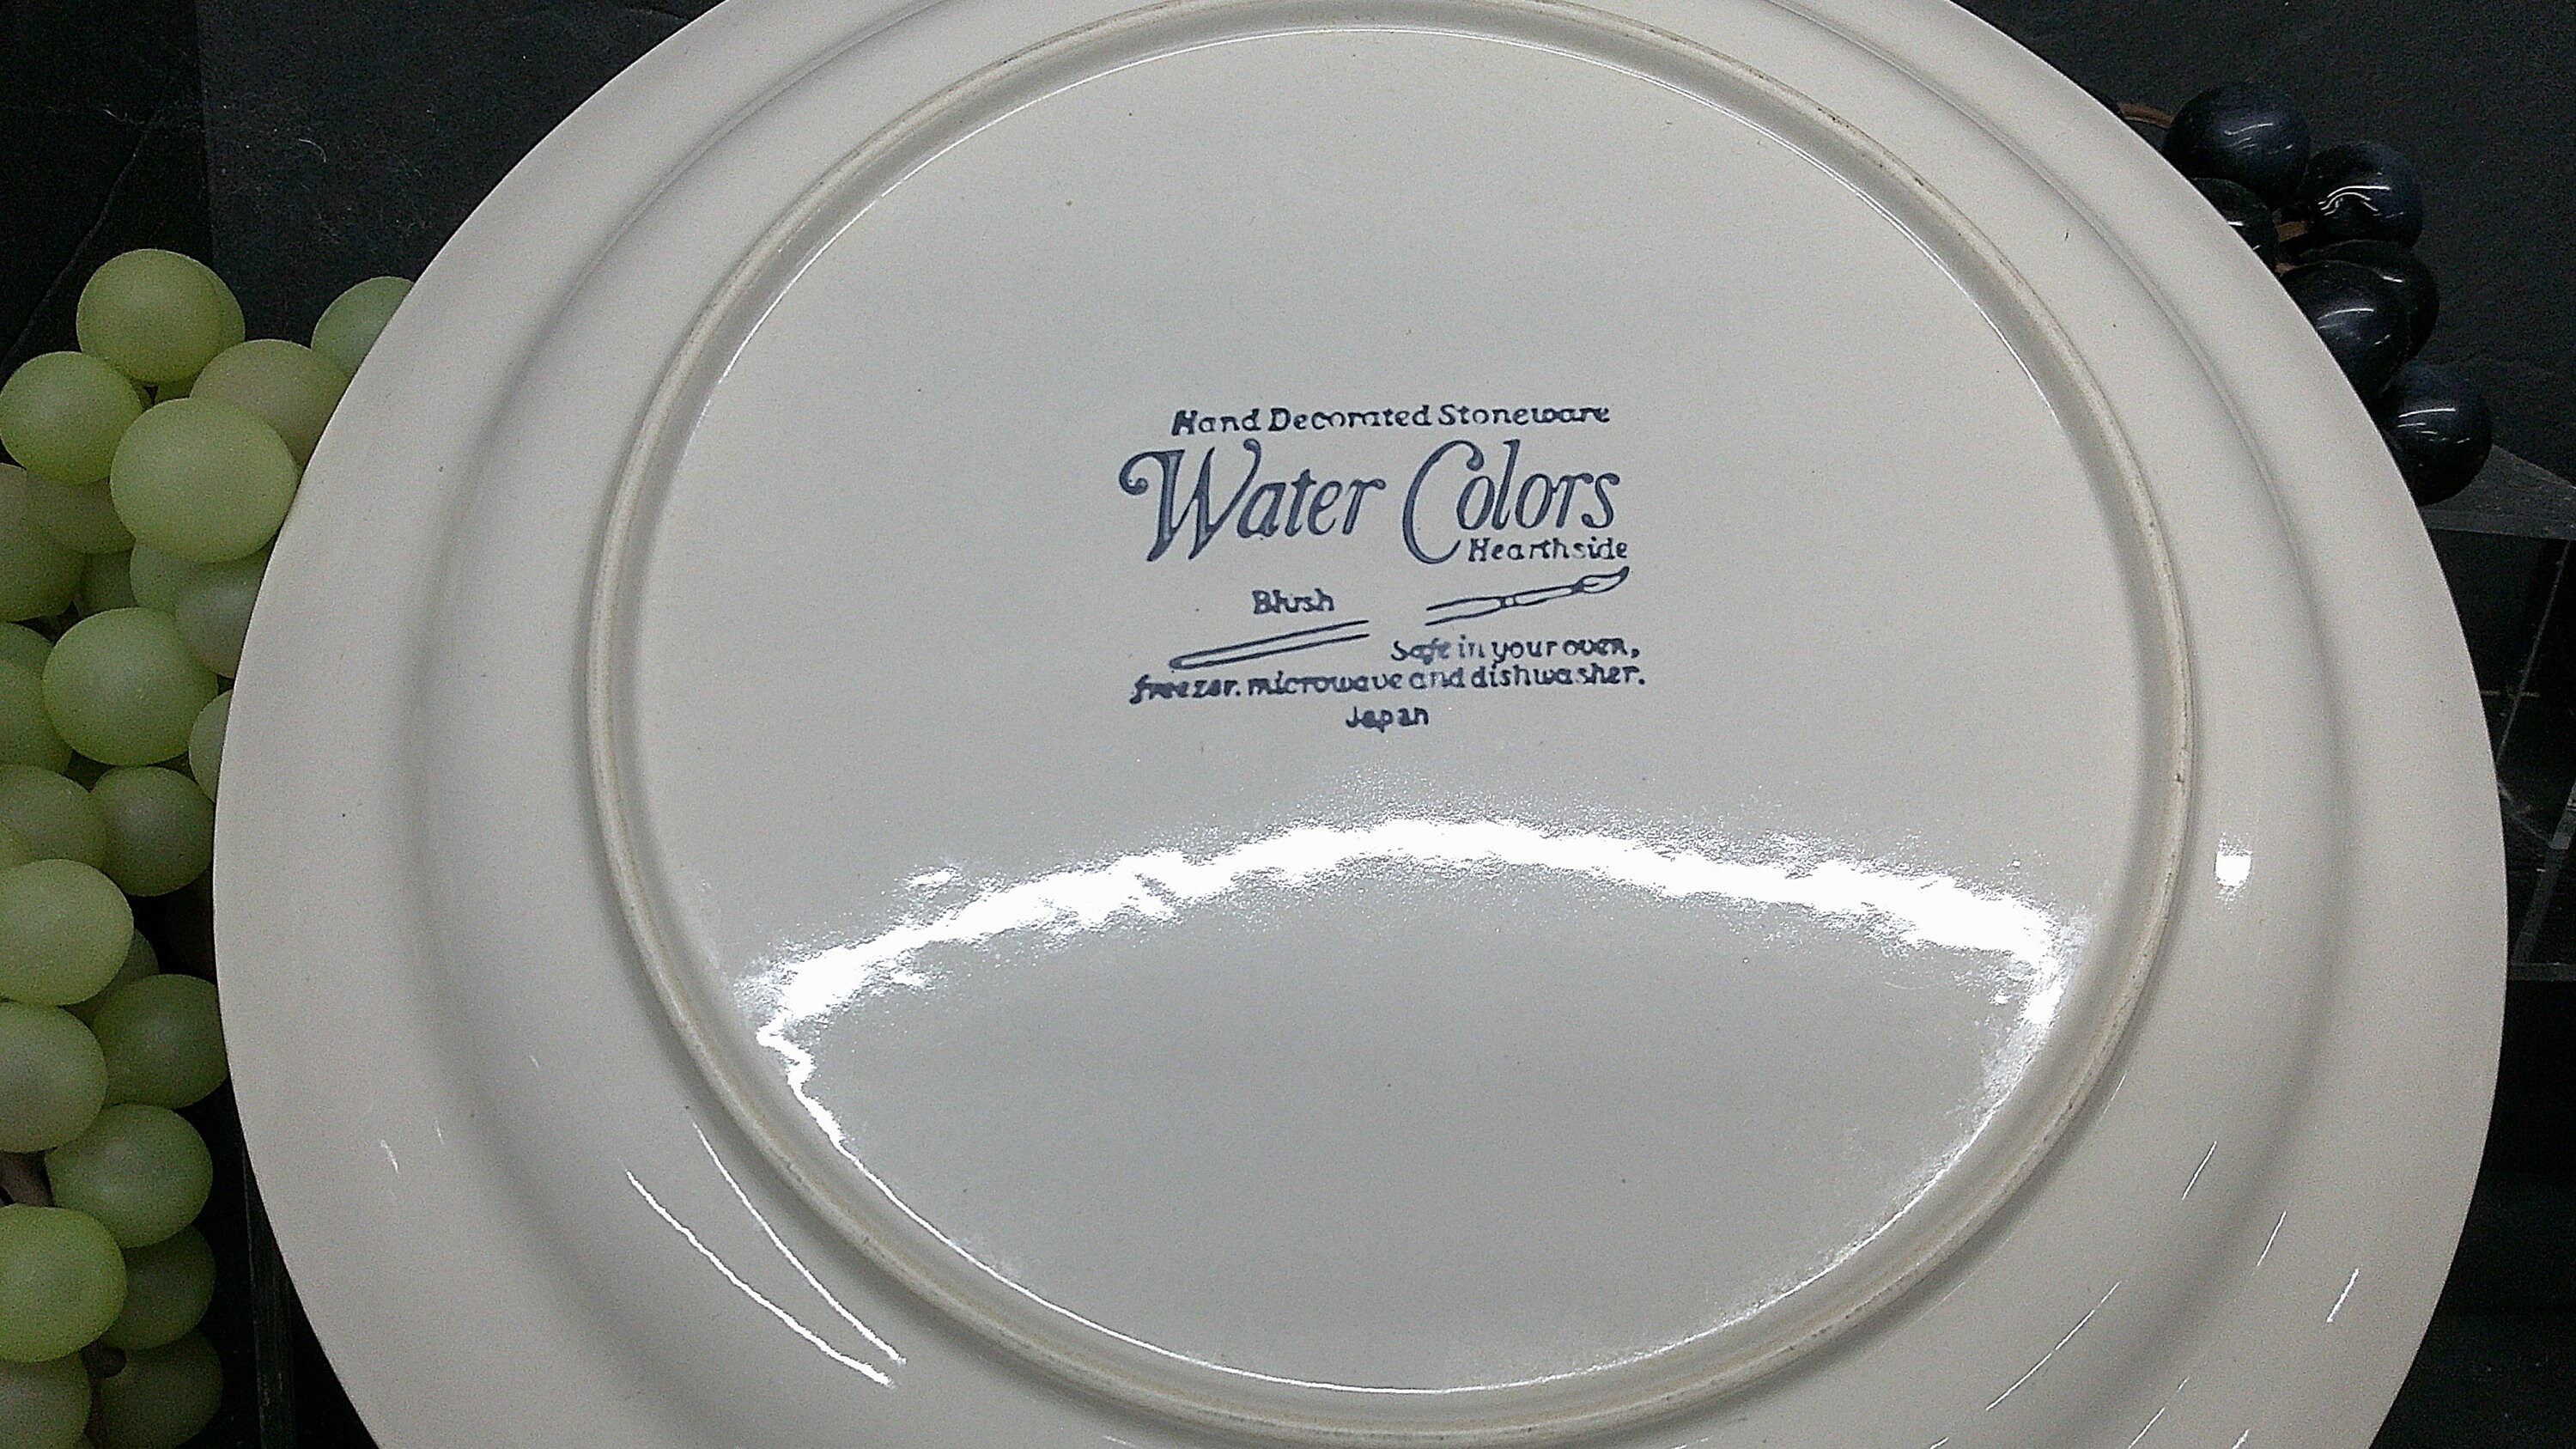 Hand Decorated Stoneware
Water Colors
Hearthside
Blush
Safe in your oven,
freezer. microwave and dishwasher.
Japan